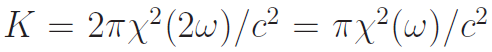 K = 2πχ²(2ω)/c² = πχ²(ω)/c²